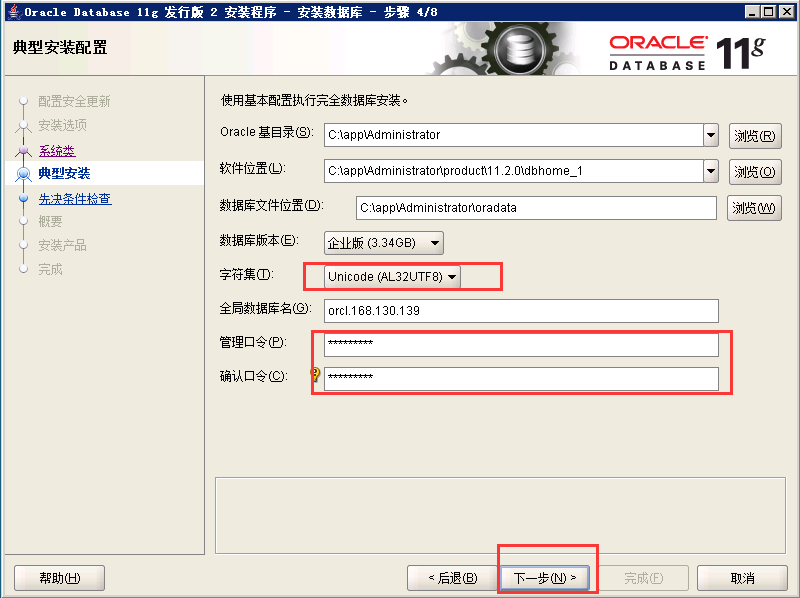 Oracle Database 11g 发行版 2 安装程序 - 安装数据库 - 步骤 4/8
典型安装配置
ORACLE
DATABASE
11g
配置安全更新
安装选项
系统类
典型安装
先决条件检查
概要
安装产品
完成
使用基本配置执行完全数据库安装。
Oracle 基目录(S): C:\app\Administrator 浏览(R)
软件位置(L): C:\app\Administrator\product\11.2.0\dbhome_1 浏览(O)
数据库文件位置(D): C:\app\Administrator\oradata 浏览(W)
数据库版本(E): 企业版 (3.34GB)
字符集(T): Unicode (AL32UTF8)
全局数据库名(G): orcl.168.130.139
管理口令(P): *********
确认口令(C): *********
帮助(H) < 后退(B) 下一步(N) > 完成(F) 取消